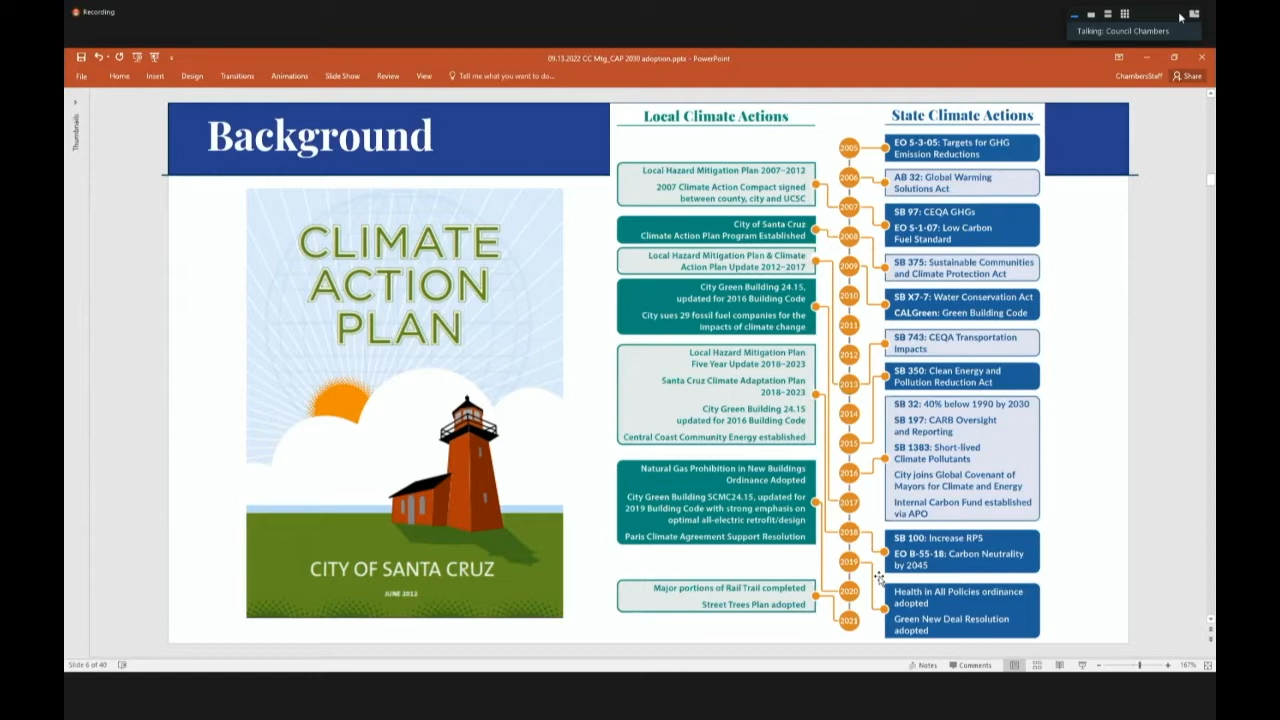 Recording
Talking: Council Chambers
09.13.2022 CC Mtg_CAP 2030 adoption.pptx - PowerPoint
File Home Insert Design Transitions Animations Slide Show Review View Tell me what you want to do...
ChambersStaff Share
Thumbnails
Background
CLIMATE
ACTION
PLAN
CITY OF SANTA CRUZ
JUNE 2012
Local Climate Actions
Local Hazard Mitigation Plan 2007–2012
2007 Climate Action Compact signed
between county, city and UCSC
City of Santa Cruz
Climate Action Plan Program Established
Local Hazard Mitigation Plan & Climate
Action Plan Update 2012–2017
City Green Building 24.15,
updated for 2016 Building Code
City sues 29 fossil fuel companies for the
impacts of climate change
Local Hazard Mitigation Plan
Five Year Update 2018–2023
Santa Cruz Climate Adaptation Plan
2018–2023
City Green Building 24.15
updated for 2016 Building Code
Central Coast Community Energy established
Natural Gas Prohibition in New Buildings
Ordinance Adopted
City Green Building SCMC24.15, updated for
2019 Building Code with strong emphasis on
optimal all-electric retrofit/design
Paris Climate Agreement Support Resolution
Major portions of Rail Trail completed
Street Trees Plan adopted
2005
2006
2007
2008
2009
2010
2011
2012
2013
2014
2015
2016
2017
2018
2019
2020
2021
State Climate Actions
EO S-3-05: Targets for GHG
Emission Reductions
AB 32: Global Warming
Solutions Act
SB 97: CEQA GHGs
EO S-1-07: Low Carbon
Fuel Standard
SB 375: Sustainable Communities
and Climate Protection Act
SB X7-7: Water Conservation Act
CALGreen: Green Building Code
SB 743: CEQA Transportation
Impacts
SB 350: Clean Energy and
Pollution Reduction Act
SB 32: 40% below 1990 by 2030
SB 197: CARB Oversight
and Reporting
SB 1383: Short-lived
Climate Pollutants
City joins Global Covenant of
Mayors for Climate and Energy
Internal Carbon Fund established
via APO
SB 100: Increase RPS
EO B-55-18: Carbon Neutrality
by 2045
Health in All Policies ordinance
adopted
Green New Deal Resolution
adopted
Slide 6 of 40
Notes Comments
167%